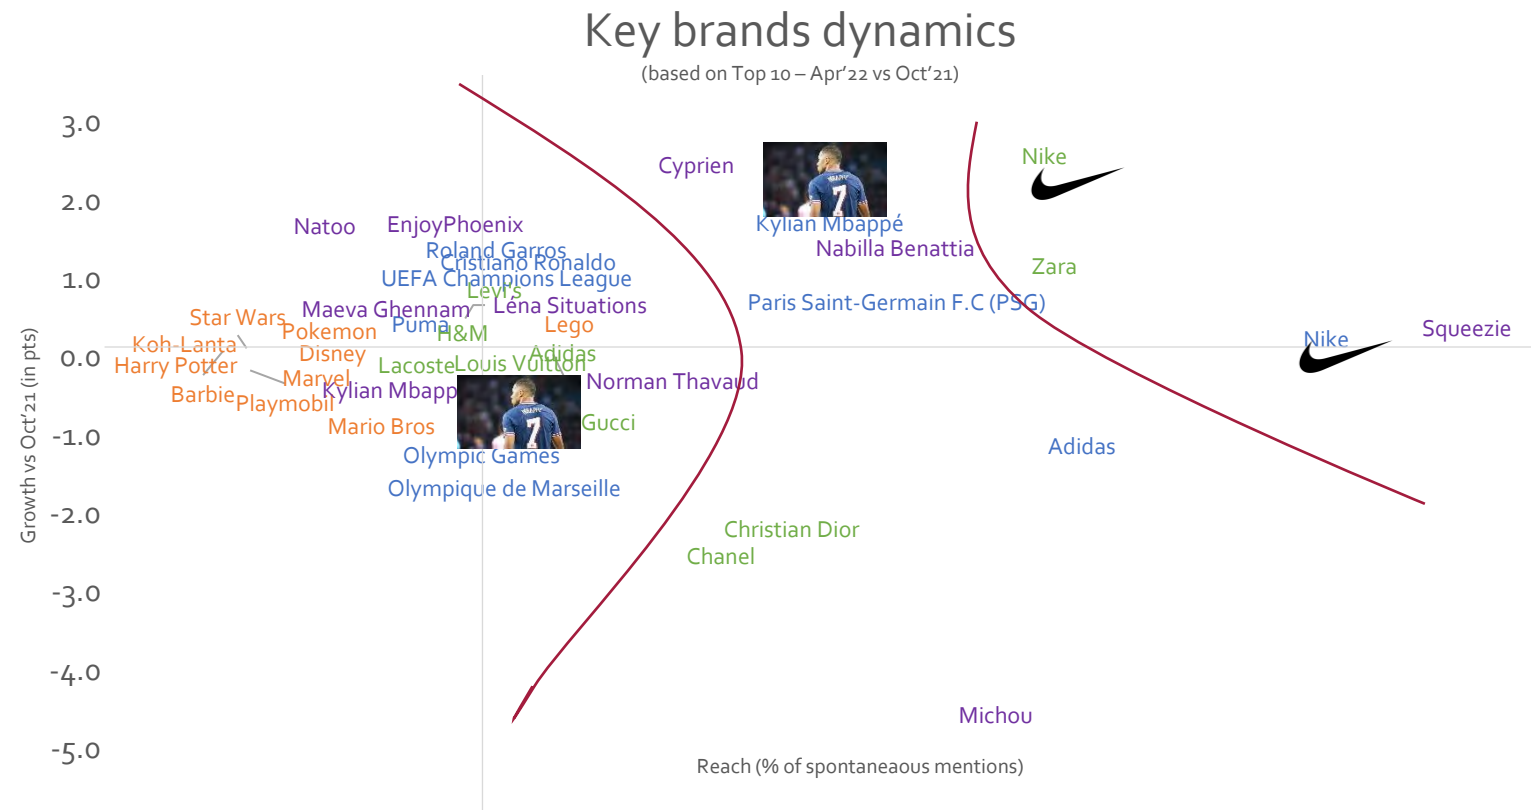 Key brands dynamics
(based on Top 10 – Apr'22 vs Oct'21)
Growth vs Oct'21 (in pts)
3.0
2.0
1.0
0.0
-1.0
-2.0
-3.0
-4.0
-5.0
Nike
Cyprien
7
Kylian Mbappé
Natoo
EnjoyPhoenix
Nabilla Benattia
Roland Garros
Cristiano Ronaldo
Zara
UEFA Champions League
Levi's
Paris Saint-Germain F.C (PSG)
Maeva Ghennam
Léna Situations
Star Wars
Puma
Lego
Squeezie
Pokemon
H&M
Nike
Koh-Lanta
Disney
Adidas
Harry Potter
Lacoste
Louis Vuitton
Marvel
Norman Thavaud
Kylian Mbapp
Barbie
Playmobil
7
Gucci
Mario Bros
Adidas
Olympic Games
Olympique de Marseille
Christian Dior
Chanel
Michou
Reach (% of spontaneaous mentions)